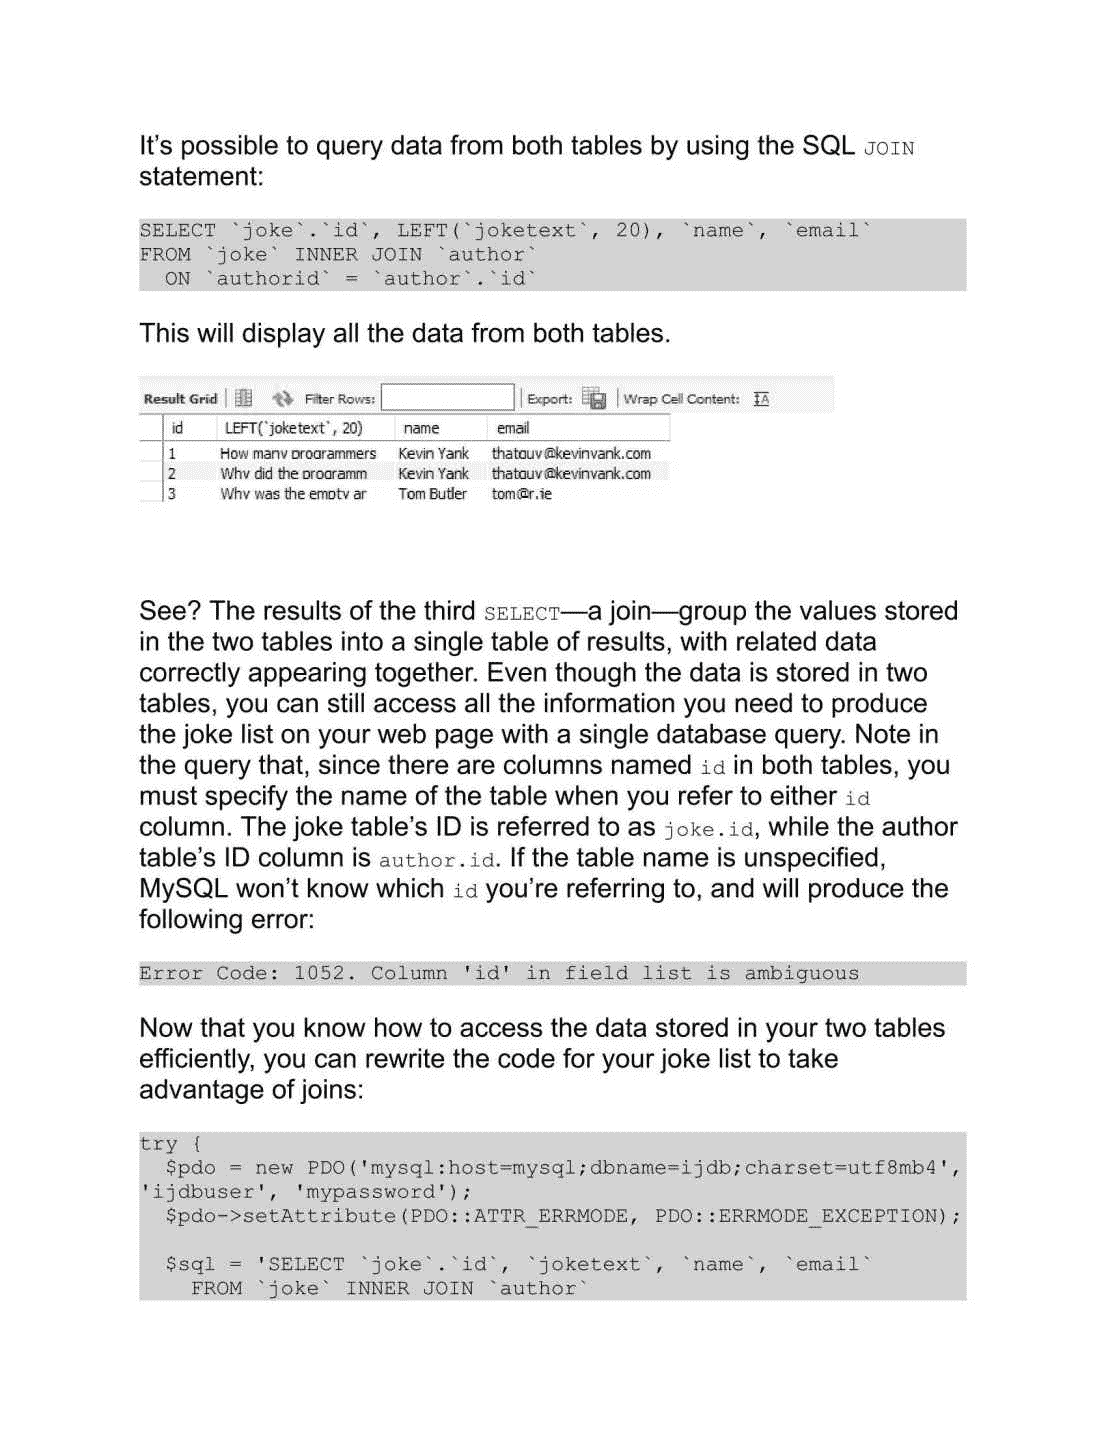 It’s possible to query data from both tables by using the SQL JOIN
statement:
SELECT `joke`.`id`, LEFT(`joketext`, 20), `name`, `email`
FROM `joke` INNER JOIN `author`
  ON `authorid` = `author`.`id`
This will display all the data from both tables.
Result Grid Filter Rows: Export: Wrap Cell Content: IA
id LEFT(`joketext`, 20) name email
1 How many programmers Kevin Yank thatguy@kevinyank.com
2 Why did the programm Kevin Yank thatguy@kevinyank.com
3 Why was the empty ar Tom Butler tom@r.ie
See? The results of the third SELECT—a join—group the values stored
in the two tables into a single table of results, with related data
correctly appearing together. Even though the data is stored in two
tables, you can still access all the information you need to produce
the joke list on your web page with a single database query. Note in
the query that, since there are columns named id in both tables, you
must specify the name of the table when you refer to either id
column. The joke table’s ID is referred to as joke.id, while the author
table’s ID column is author.id. If the table name is unspecified,
MySQL won’t know which id you’re referring to, and will produce the
following error:
Error Code: 1052. Column 'id' in field list is ambiguous
Now that you know how to access the data stored in your two tables
efficiently, you can rewrite the code for your joke list to take
advantage of joins:
try {
  $pdo = new PDO('mysql:host=mysql;dbname=ijdb;charset=utf8mb4',
'ijdbuser', 'mypassword');
  $pdo->setAttribute(PDO::ATTR_ERRMODE, PDO::ERRMODE_EXCEPTION);
  $sql = 'SELECT `joke`.`id`, `joketext`, `name`, `email`
    FROM `joke` INNER JOIN `author`